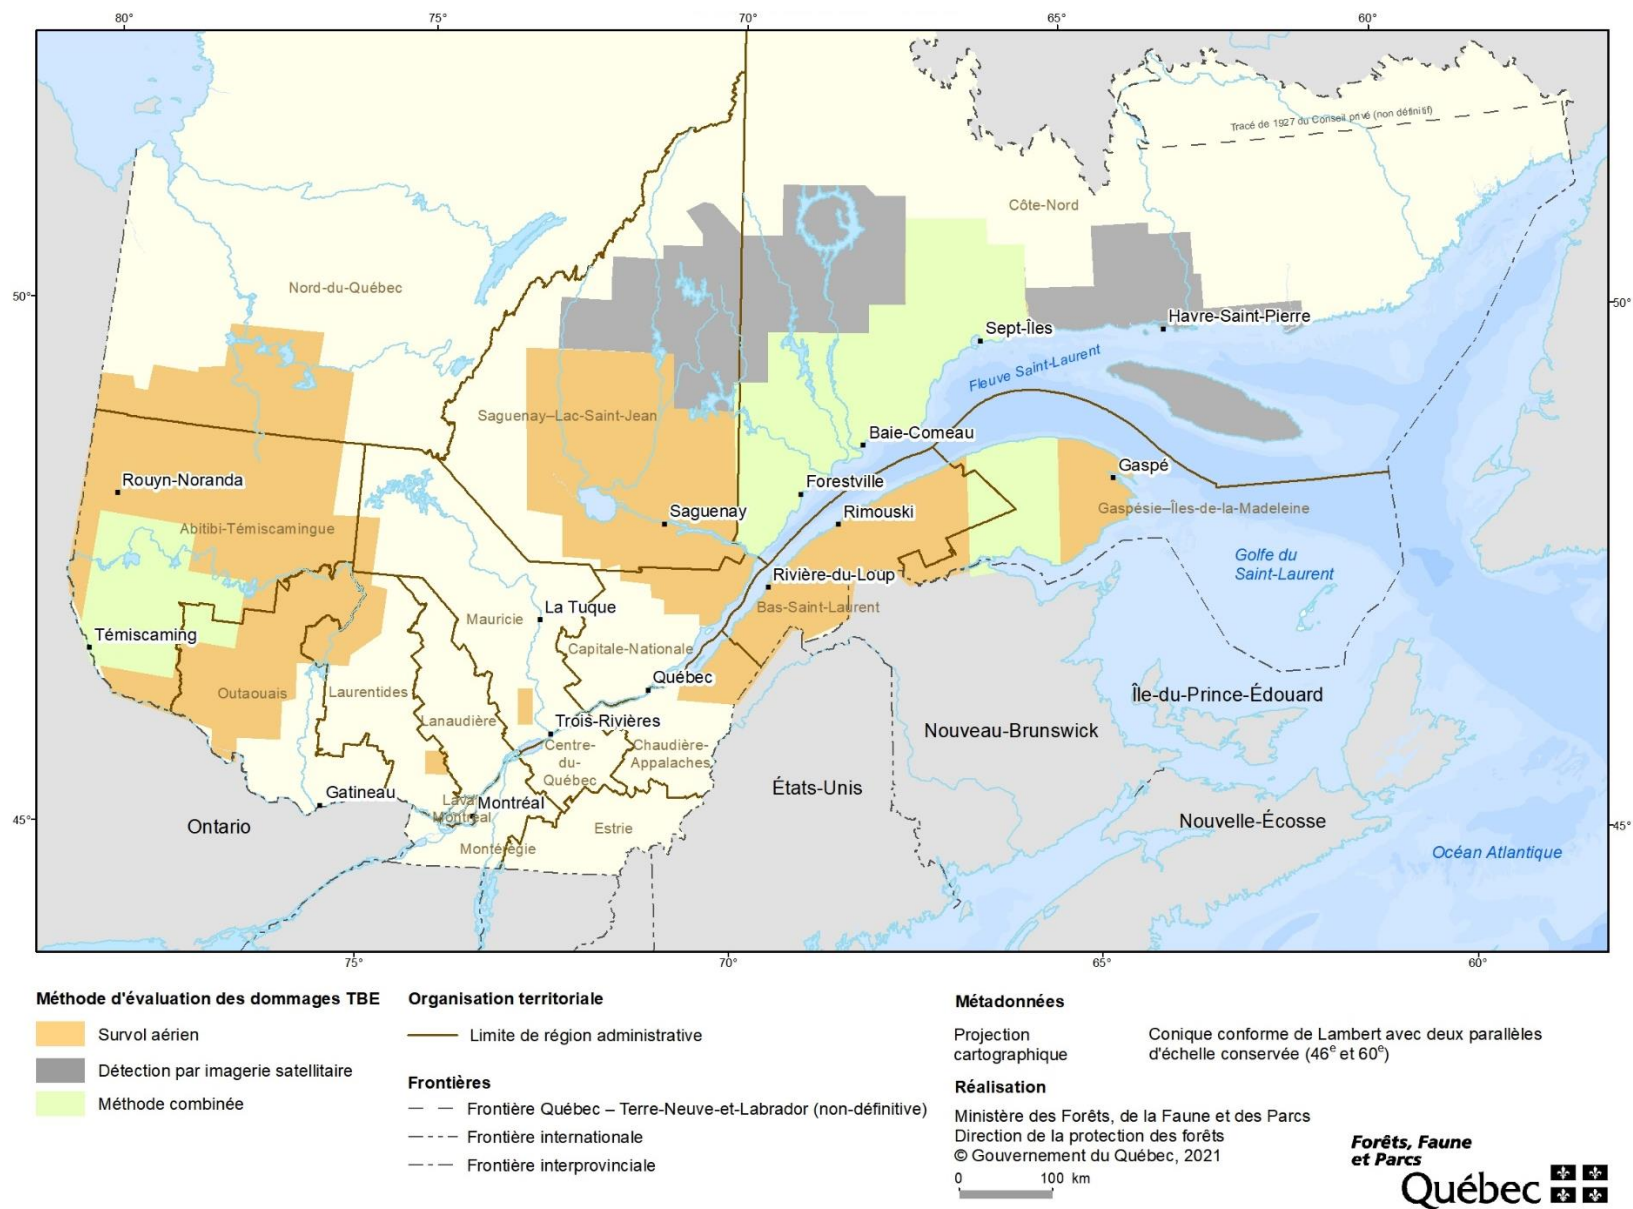 80°
75°
70°
65°
60°
Tracé de 1927 du Conseil privé (non définitif)
Côte-Nord
Nord-du-Québec
50°
50°
Havre-Saint-Pierre
Sept-Îles
Fleuve Saint-Laurent
Saguenay–Lac-Saint-Jean
Baie-Comeau
Gaspé
Rouyn-Noranda
Forestville
Saguenay
Rimouski
Gaspésie–Îles-de-la-Madeleine
Abitibi-Témiscamingue
Golfe du
Saint-Laurent
Rivière-du-Loup
Bas-Saint-Laurent
La Tuque
Mauricie
Témiscaming
Capitale-Nationale
Québec
Outaouais
Laurentides
Île-du-Prince-Édouard
Lanaudière
Trois-Rivières
Nouveau-Brunswick
Centre-
du-
Québec
Chaudière-
Appalaches
États-Unis
Gatineau
Laval
Montréal
Montréal
Ontario
Estrie
Nouvelle-Écosse
45°
45°
Montérégie
Océan Atlantique
75°
70°
65°
60°
Méthode d'évaluation des dommages TBE
Survol aérien
Détection par imagerie satellitaire
Méthode combinée
Organisation territoriale
Limite de région administrative
Frontières
Frontière Québec – Terre-Neuve-et-Labrador (non-définitive)
Frontière internationale
Frontière interprovinciale
Métadonnées
Projection
cartographique
Conique conforme de Lambert avec deux parallèles
d'échelle conservée (46e et 60e)
Réalisation
Ministère des Forêts, de la Faune et des Parcs
Direction de la protection des forêts
© Gouvernement du Québec, 2021
0 100 km
Forêts, Faune
et Parcs
Québec